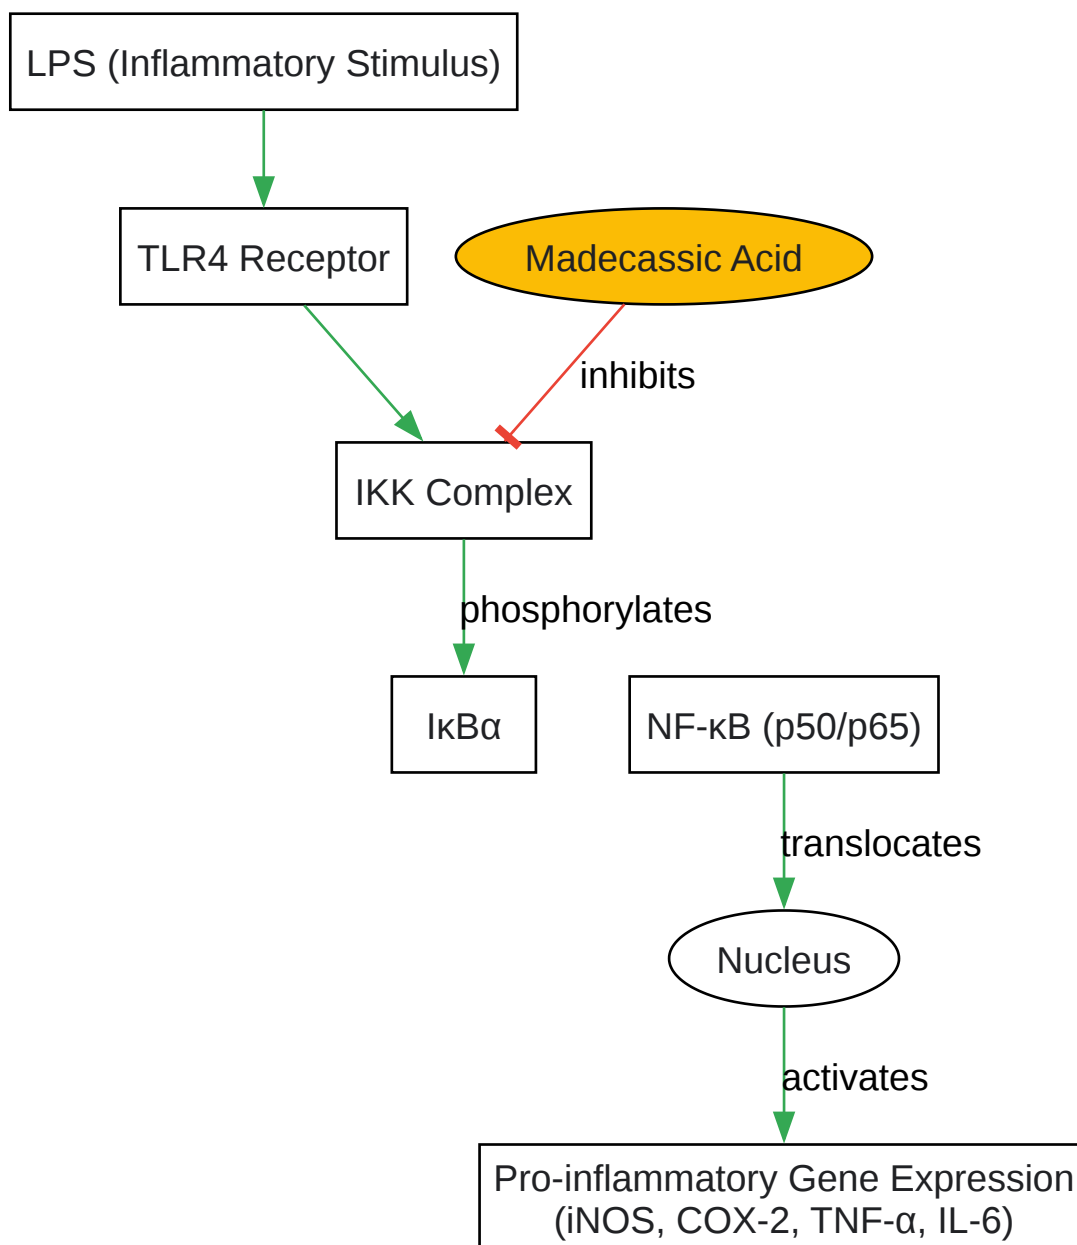 LPS (Inflammatory Stimulus)
TLR4 Receptor
Madecassic Acid
inhibits
IKK Complex
phosphorylates
IκBα
NF-κB (p50/p65)
translocates
Nucleus
activates
Pro-inflammatory Gene Expression
(iNOS, COX-2, TNF-α, IL-6)